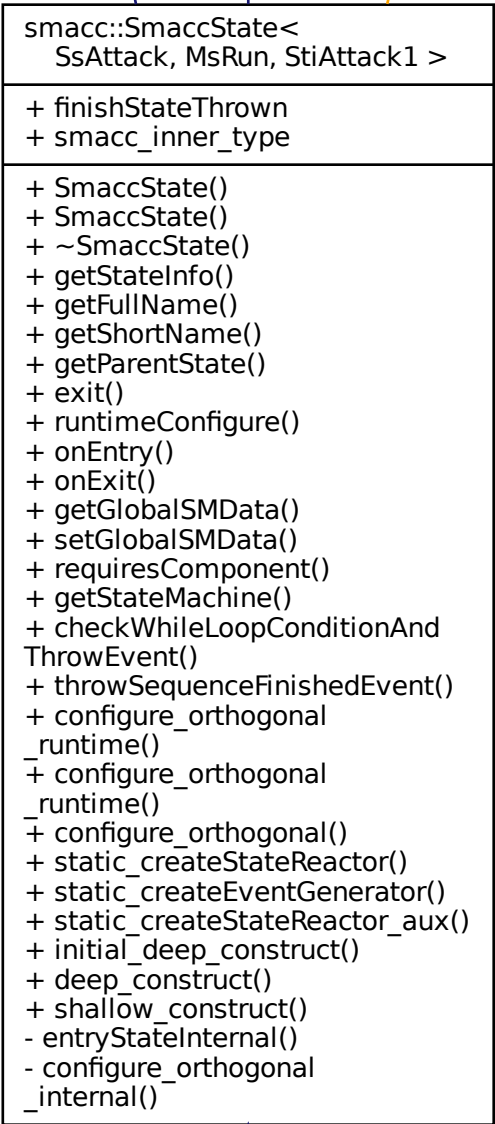 smacc::SmaccState<
SsAttack, MsRun, StiAttack1 >
+ finishStateThrown
+ smacc_inner_type
+ SmaccState()
+ SmaccState()
+ ~SmaccState()
+ getStateInfo()
+ getFullName()
+ getShortName()
+ getParentState()
+ exit()
+ runtimeConfigure()
+ onEntry()
+ onExit()
+ getGlobalSMData()
+ setGlobalSMData()
+ requiresComponent()
+ getStateMachine()
+ checkWhileLoopConditionAnd
ThrowEvent()
+ throwSequenceFinishedEvent()
+ configure_orthogonal
_runtime()
+ configure_orthogonal
_runtime()
+ configure_orthogonal()
+ static_createStateReactor()
+ static_createEventGenerator()
+ static_createStateReactor_aux()
+ initial_deep_construct()
+ deep_construct()
+ shallow_construct()
- entryStateInternal()
- configure_orthogonal
_internal()